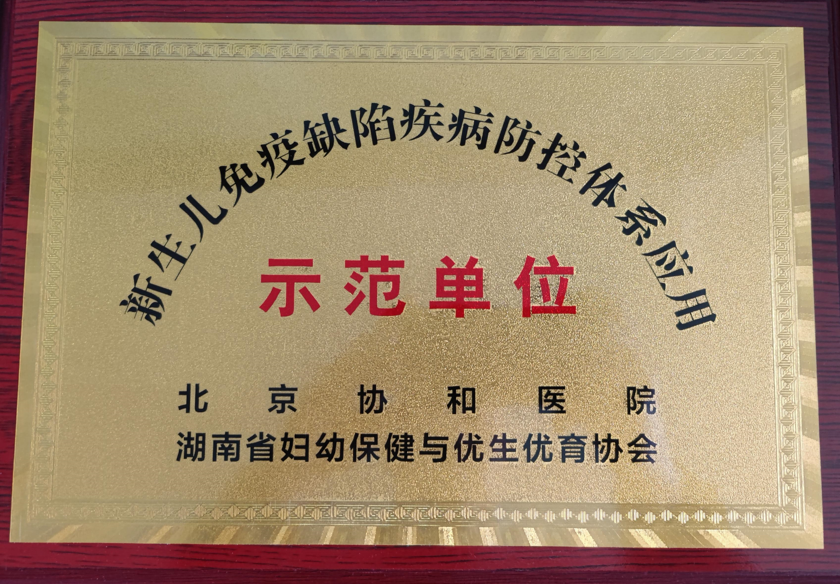 新生儿免疫缺陷疾病防控体系应用
示范单位
北京协和医院
湖南省妇幼保健与优生优育协会